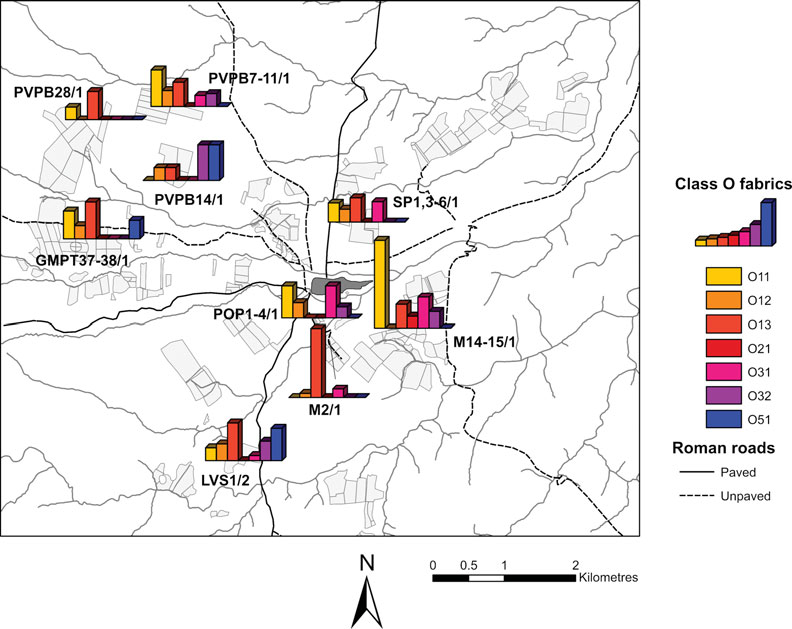 PVPB28/1
PVPB7-11/1
PVPB14/1
SP1,3-6/1
GMPT37-38/1
POP1-4/1
M14-15/1
M2/1
LVS1/2
Class O fabrics
O11
O12
O13
O21
O31
O32
O51
Roman roads
Paved
Unpaved
N
0 0.5 1 2
Kilometres